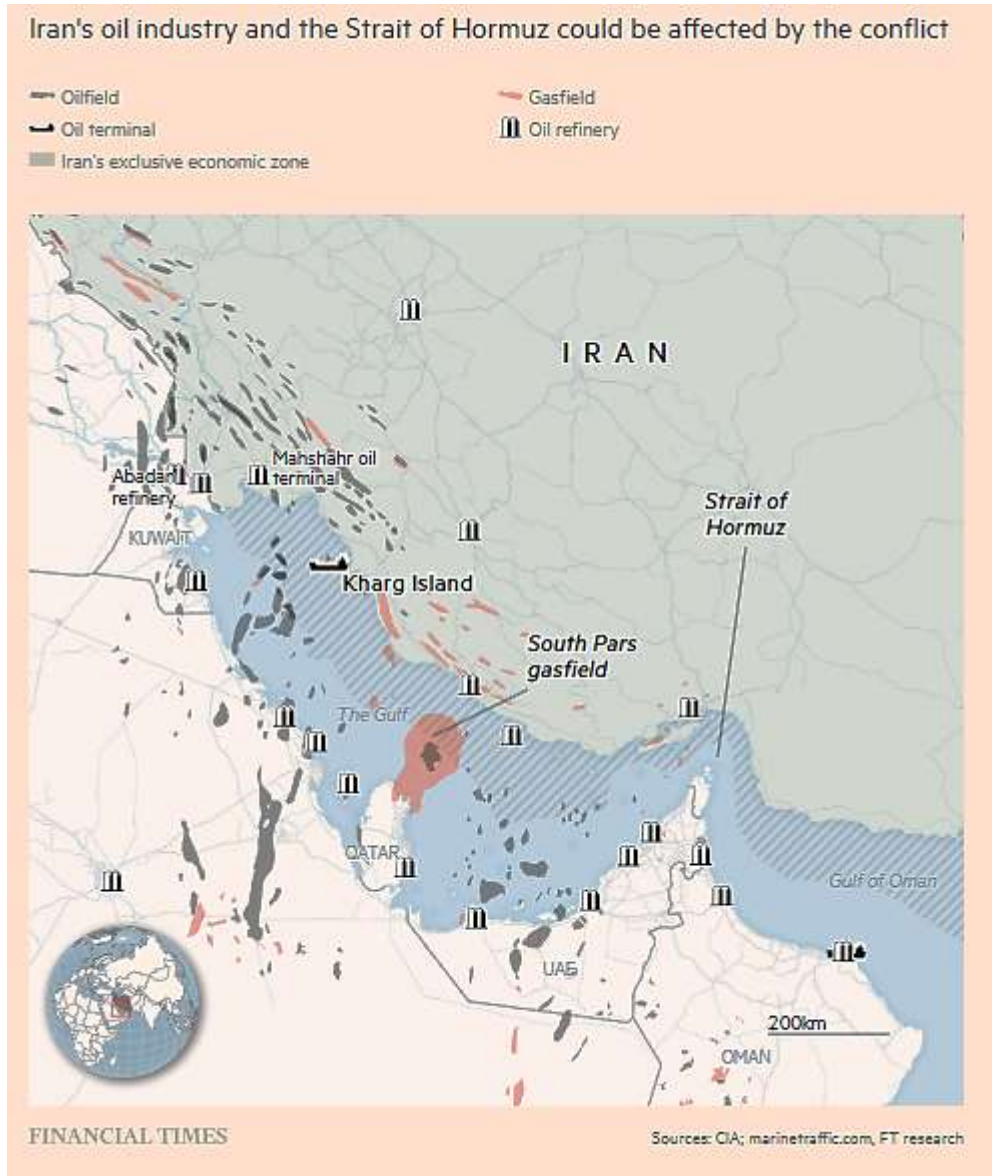 Iran's oil industry and the Strait of Hormuz could be affected by the conflict
Oilfield
Gasfield
Oil terminal
Oil refinery
Iran's exclusive economic zone
IRAN
Mahshahr oil
terminal
Abadan
refinery
Strait of
Hormuz
KUWAIT
Kharg Island
South Pars
gasfield
The Gulf
QATAR
Gulf of Oman
UAE
200km
OMAN
FINANCIAL TIMES
Sources: CIA; marinetraffic.com, FT research